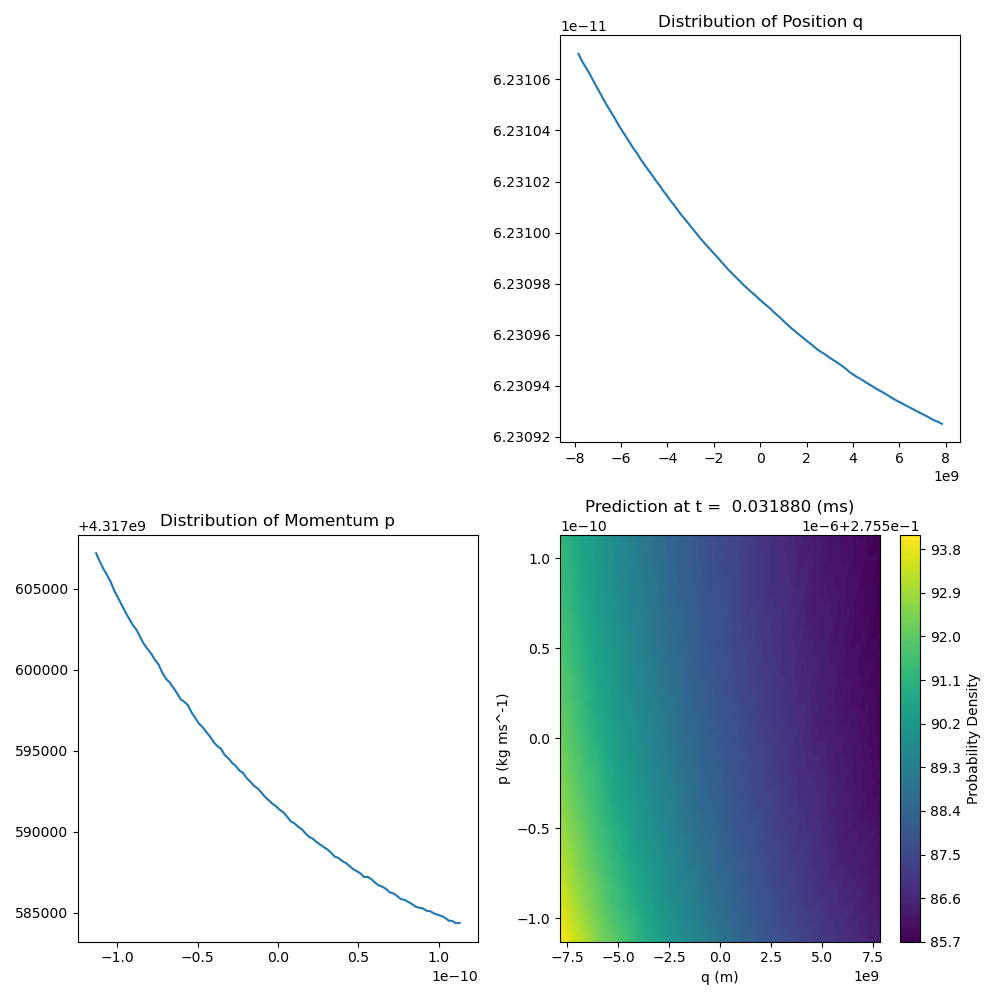 Distribution of Position q
1e−11
6.23106
6.23104
6.23102
6.23100
6.23098
6.23096
6.23094
6.23092
−8 −6 −4 −2 0 2 4 6 8
1e9
Distribution of Momentum p
+4.317e9
605000
600000
595000
590000
585000
−1.0 −0.5 0.0 0.5 1.0
1e−10
Prediction at t =  0.031880 (ms)
1e−10
1e−6+2.755e−1
p (kg ms^-1)
1.0
0.5
0.0
−0.5
−1.0
−7.5 −5.0 −2.5 0.0 2.5 5.0 7.5
q (m)
1e9
93.8
92.9
92.0
91.1
90.2
89.3
88.4
87.5
86.6
85.7
Probability Density